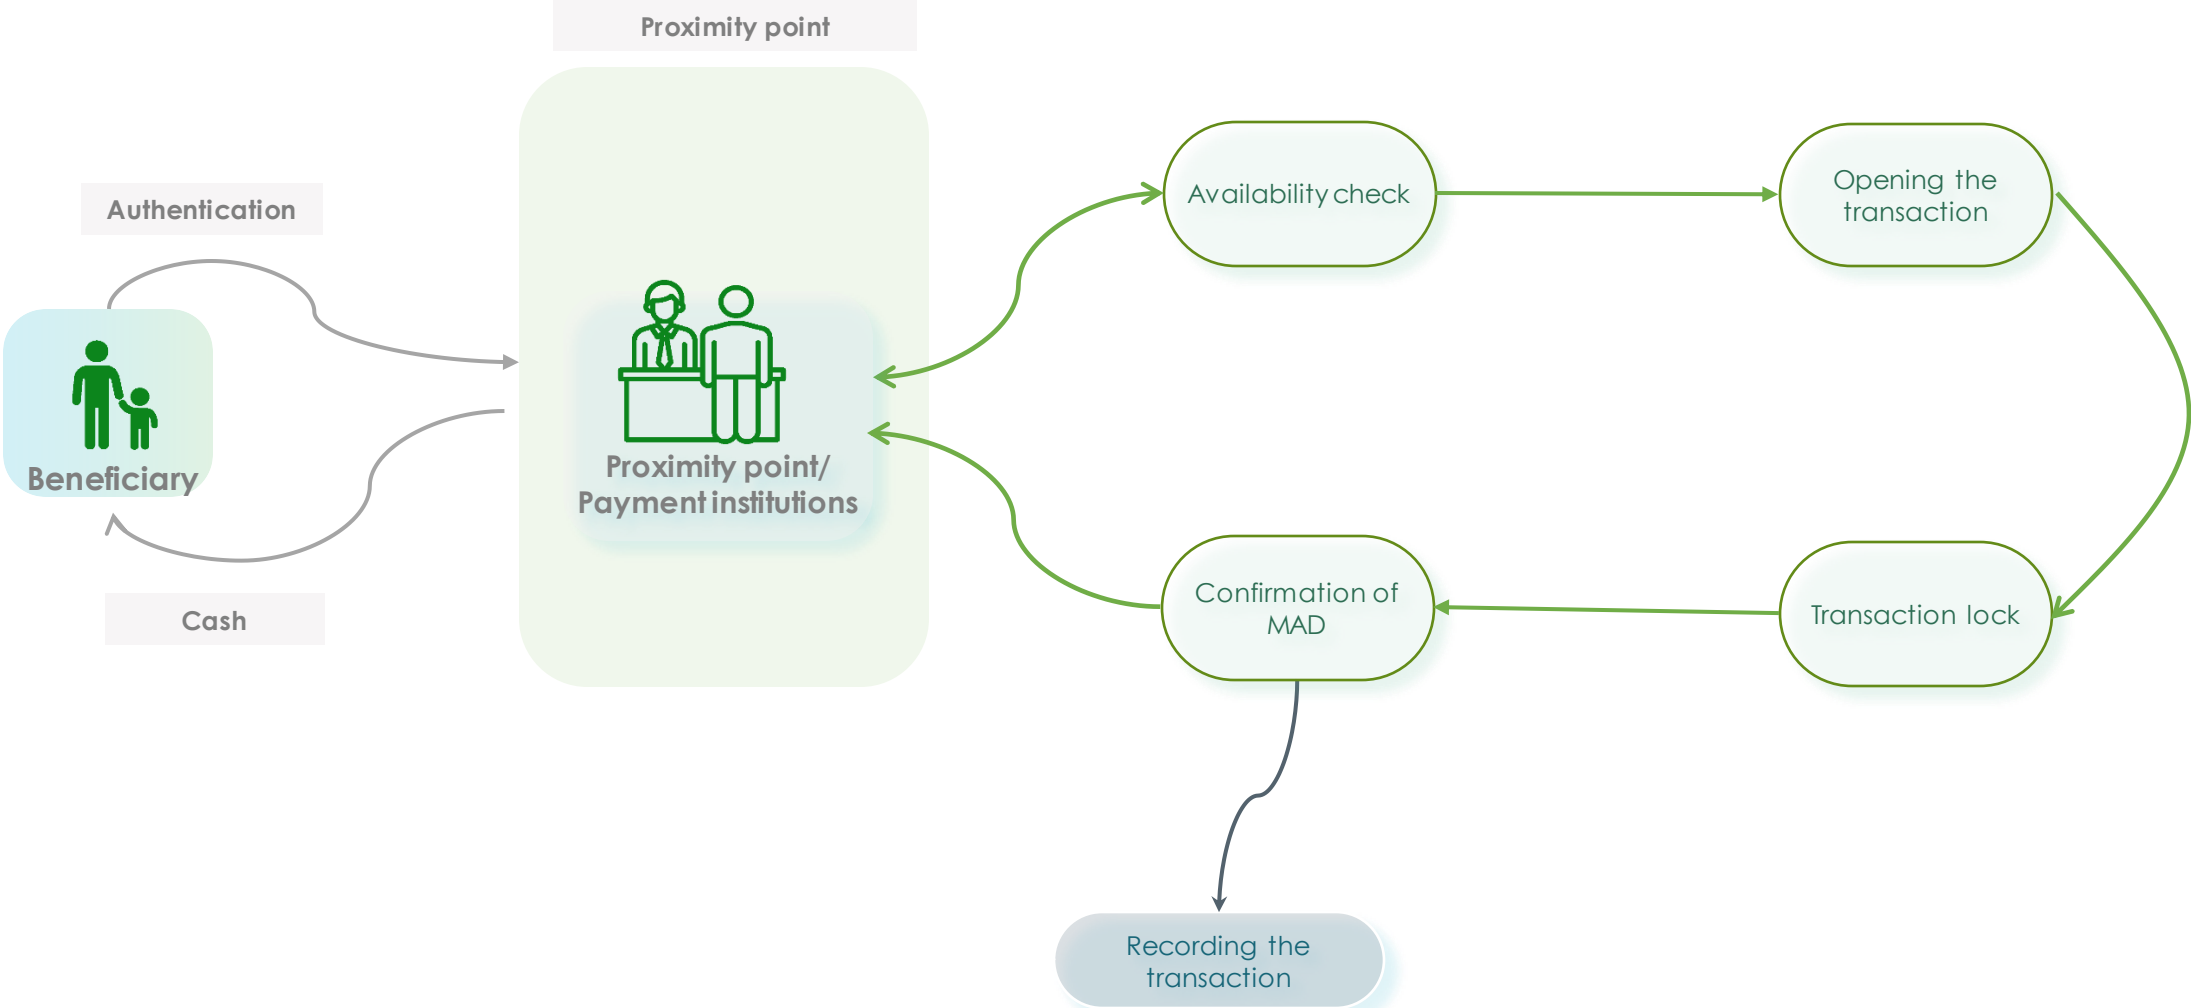 Proximity point
Authentication
Beneficiary
Cash
Proximity point/
Payment institutions
Availability check
Opening the
transaction
Transaction lock
Confirmation of
MAD
Recording the
transaction